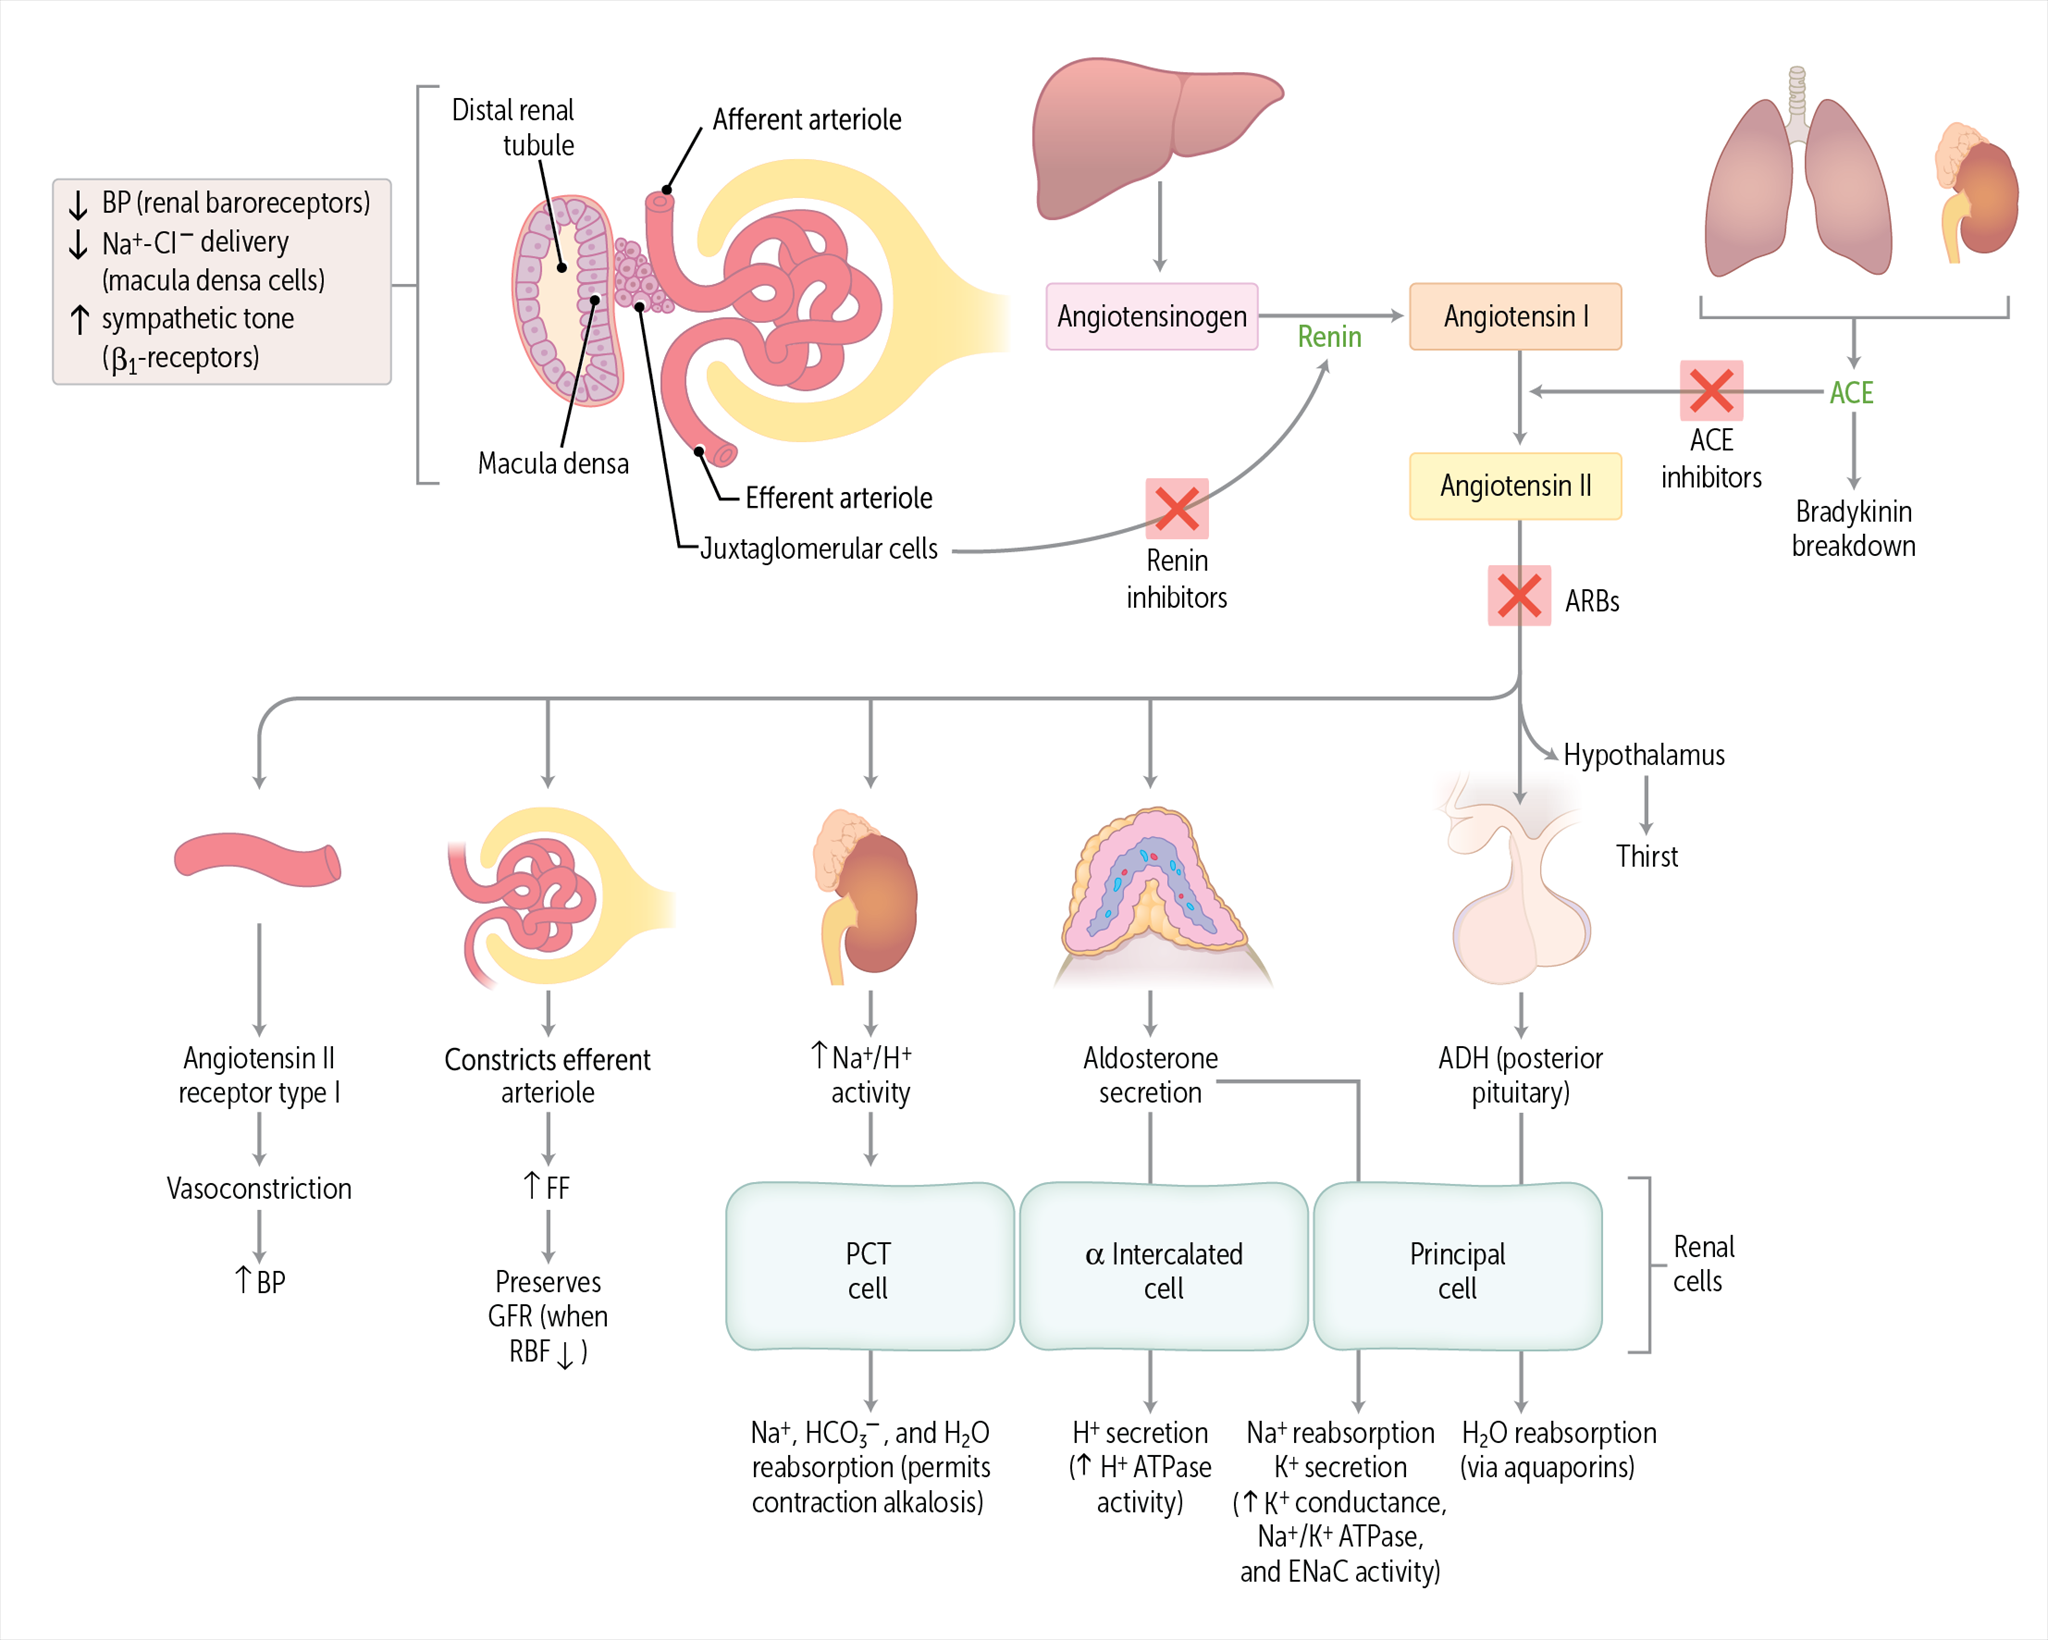 Distal renal
tubule
Afferent arteriole
↓ BP (renal baroreceptors)
↓ Na⁺-Cl⁻ delivery
(macula densa cells)
↑ sympathetic tone
(β₁-receptors)
Macula densa
Efferent arteriole
Juxtaglomerular cells
Angiotensinogen
Renin
Angiotensin I
Renin
inhibitors
ACE
ACE
inhibitors
Bradykinin
breakdown
Angiotensin II
ARBs
Hypothalamus
Thirst
Angiotensin II
receptor type I
Vasoconstriction
↑ BP
Constricts efferent
arteriole
↑ FF
Preserves
GFR (when
RBF ↓ )
↑ Na⁺/H⁺
activity
Aldosterone
secretion
ADH (posterior
pituitary)
PCT
cell
α Intercalated
cell
Principal
cell
Renal
cells
Na⁺, HCO₃⁻, and H₂O
reabsorption (permits
contraction alkalosis)
H⁺ secretion
(↑ H⁺ ATPase
activity)
Na⁺ reabsorption
K⁺ secretion
(↑ K⁺ conductance,
Na⁺/K⁺ ATPase,
and ENaC activity)
H₂O reabsorption
(via aquaporins)